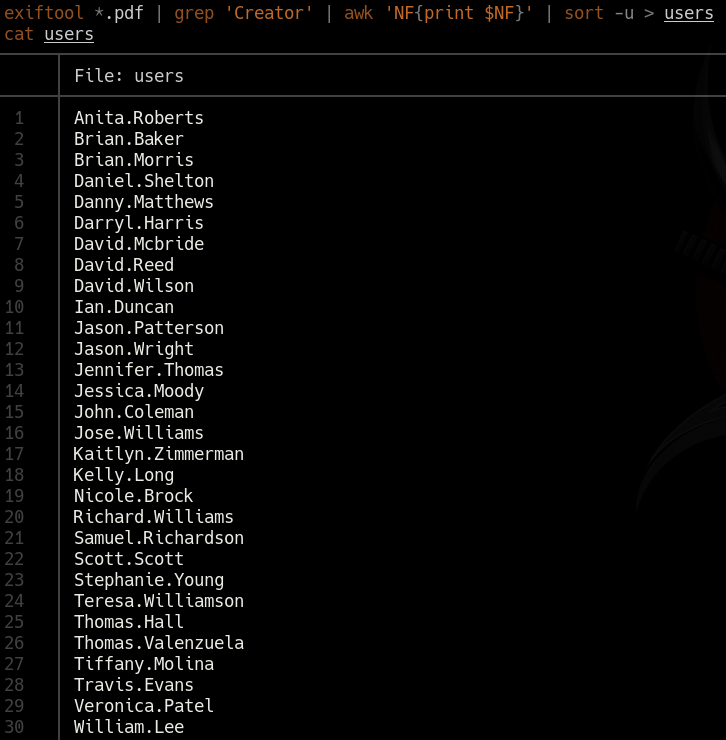 exiftool *.pdf | grep 'Creator' | awk 'NF{print $NF}' | sort -u > users
cat users
File: users
1 Anita.Roberts
2 Brian.Baker
3 Brian.Morris
4 Daniel.Shelton
5 Danny.Matthews
6 Darryl.Harris
7 David.Mcbride
8 David.Reed
9 David.Wilson
10 Ian.Duncan
11 Jason.Patterson
12 Jason.Wright
13 Jennifer.Thomas
14 Jessica.Moody
15 John.Coleman
16 Jose.Williams
17 Kaitlyn.Zimmerman
18 Kelly.Long
19 Nicole.Brock
20 Richard.Williams
21 Samuel.Richardson
22 Scott.Scott
23 Stephanie.Young
24 Teresa.Williamson
25 Thomas.Hall
26 Thomas.Valenzuela
27 Tiffany.Molina
28 Travis.Evans
29 Veronica.Patel
30 William.Lee